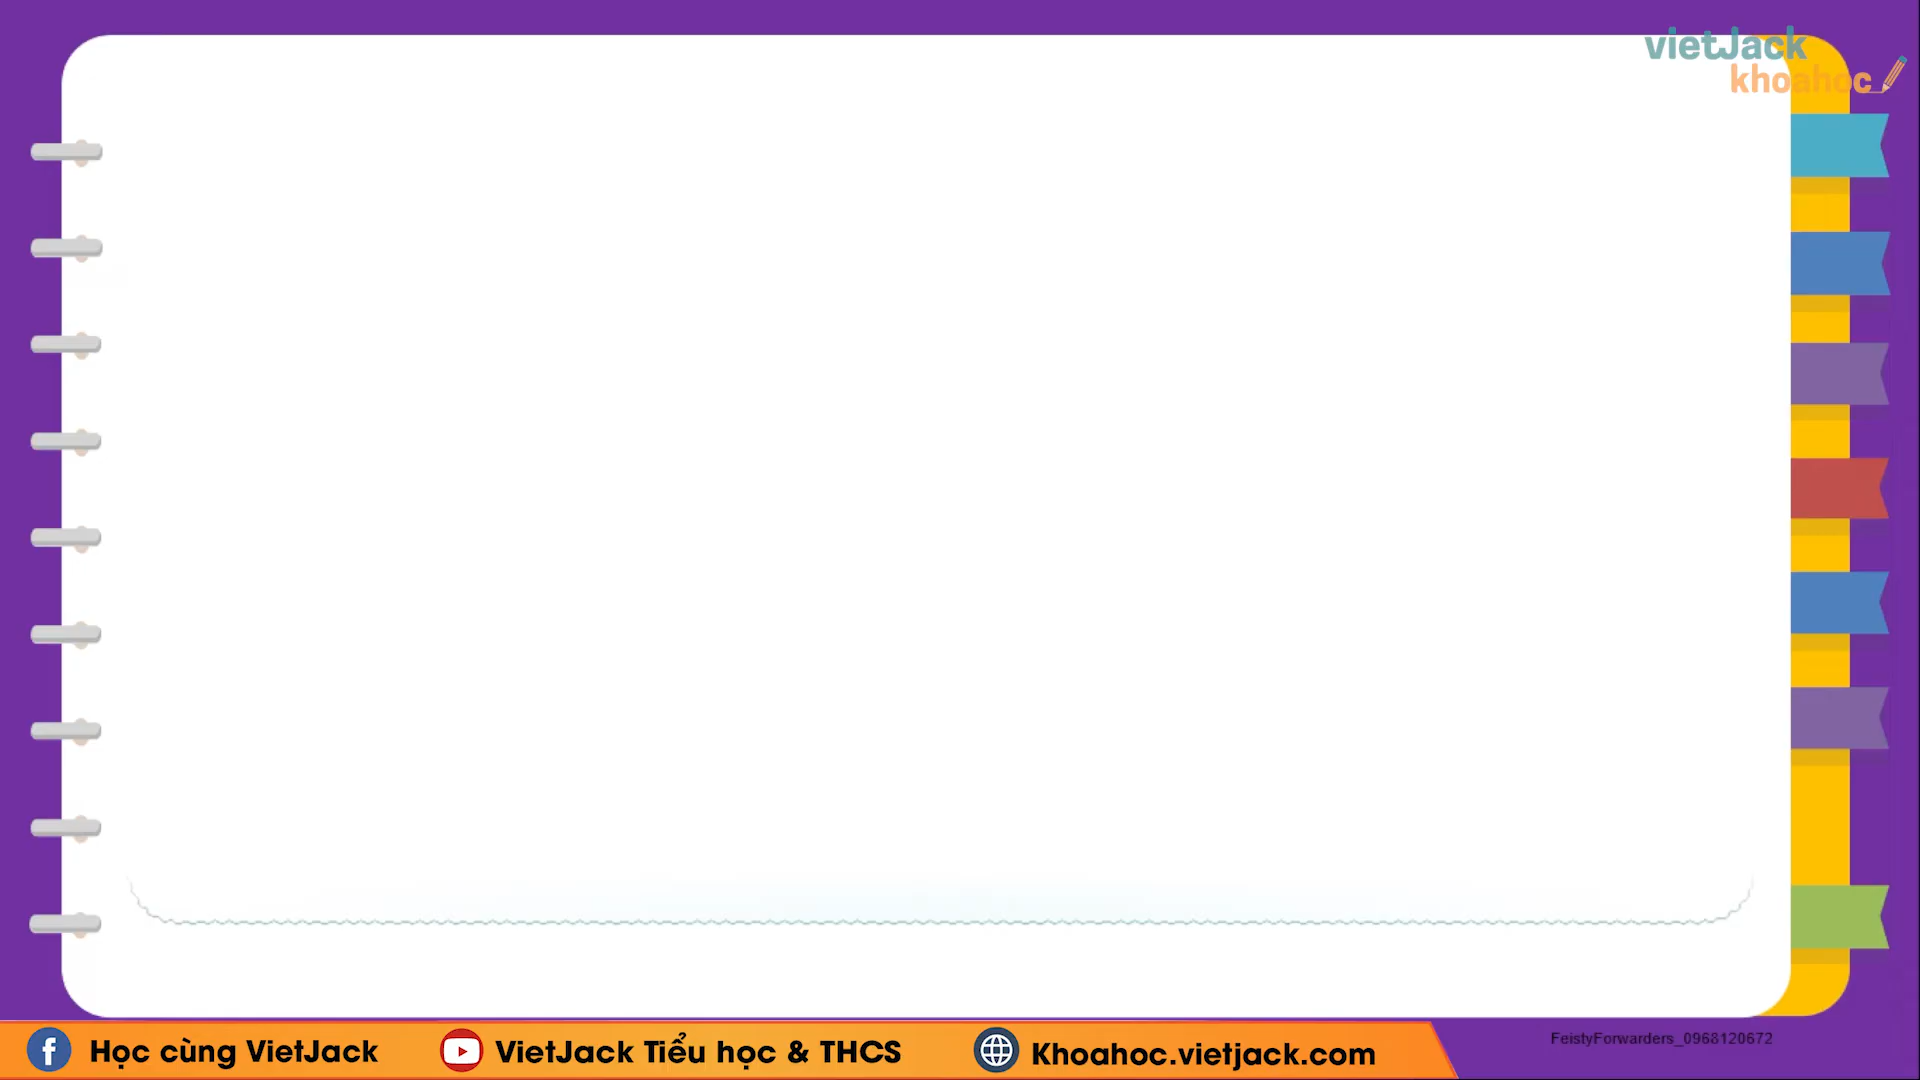 vietJack
khoahoc
Học cùng VietJack
VietJack Tiểu học & THCS
Khoahoc.vietjack.com
FeistyForwarders_0968120672